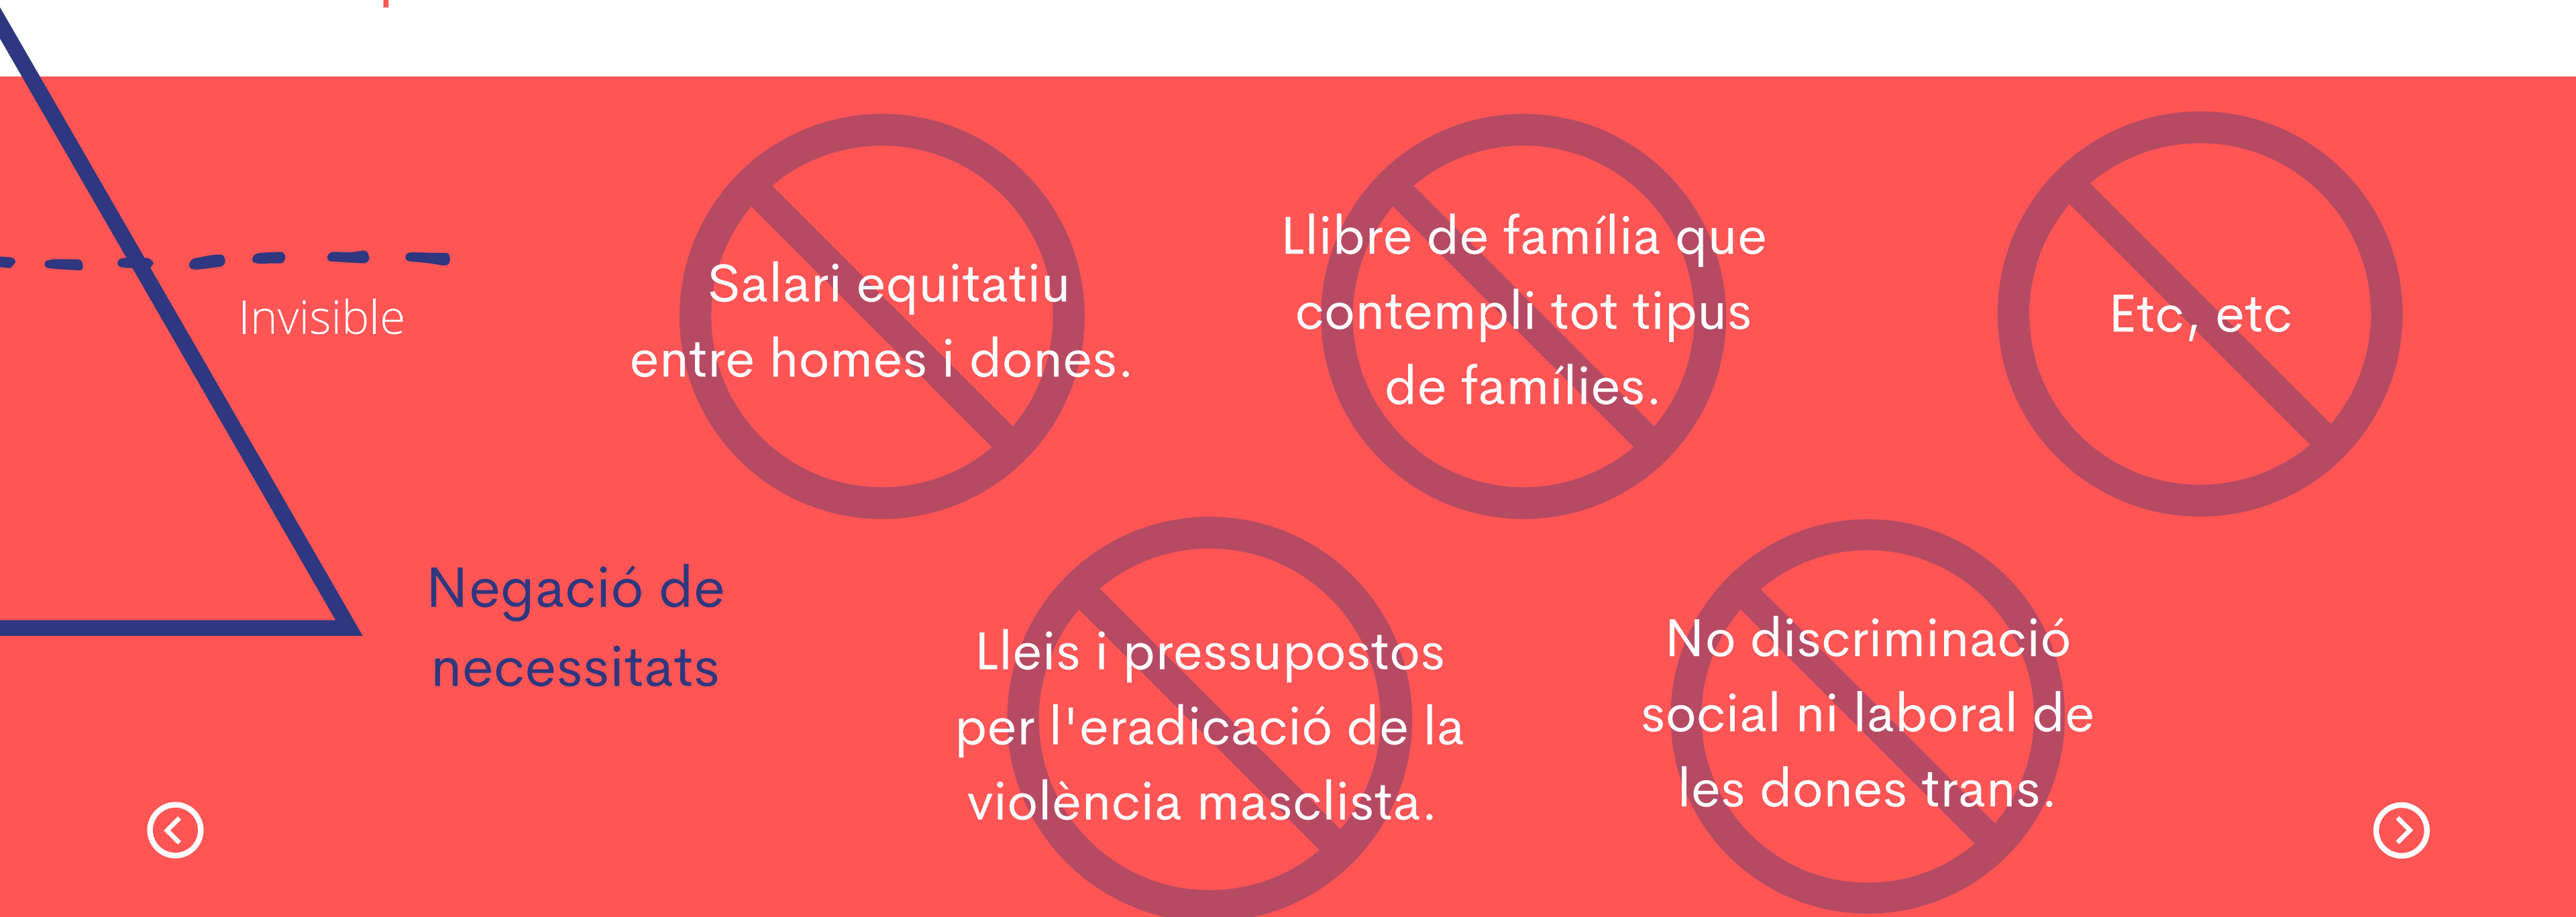 Invisible
Salari equitatiu
entre homes i dones.
Llibre de família que
contempli tot tipus
de famílies.
Etc, etc
Negació de
necessitats
Lleis i pressupostos
per l'eradicació de la
violència masclista.
No discriminació
social ni laboral de
les dones trans.